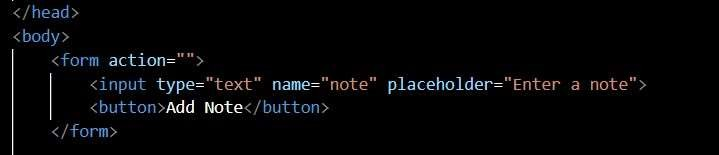 </head>
<body>
<form action="">
<input type="text" name="note" placeholder="Enter a note">
<button>Add Note</button>
</form>